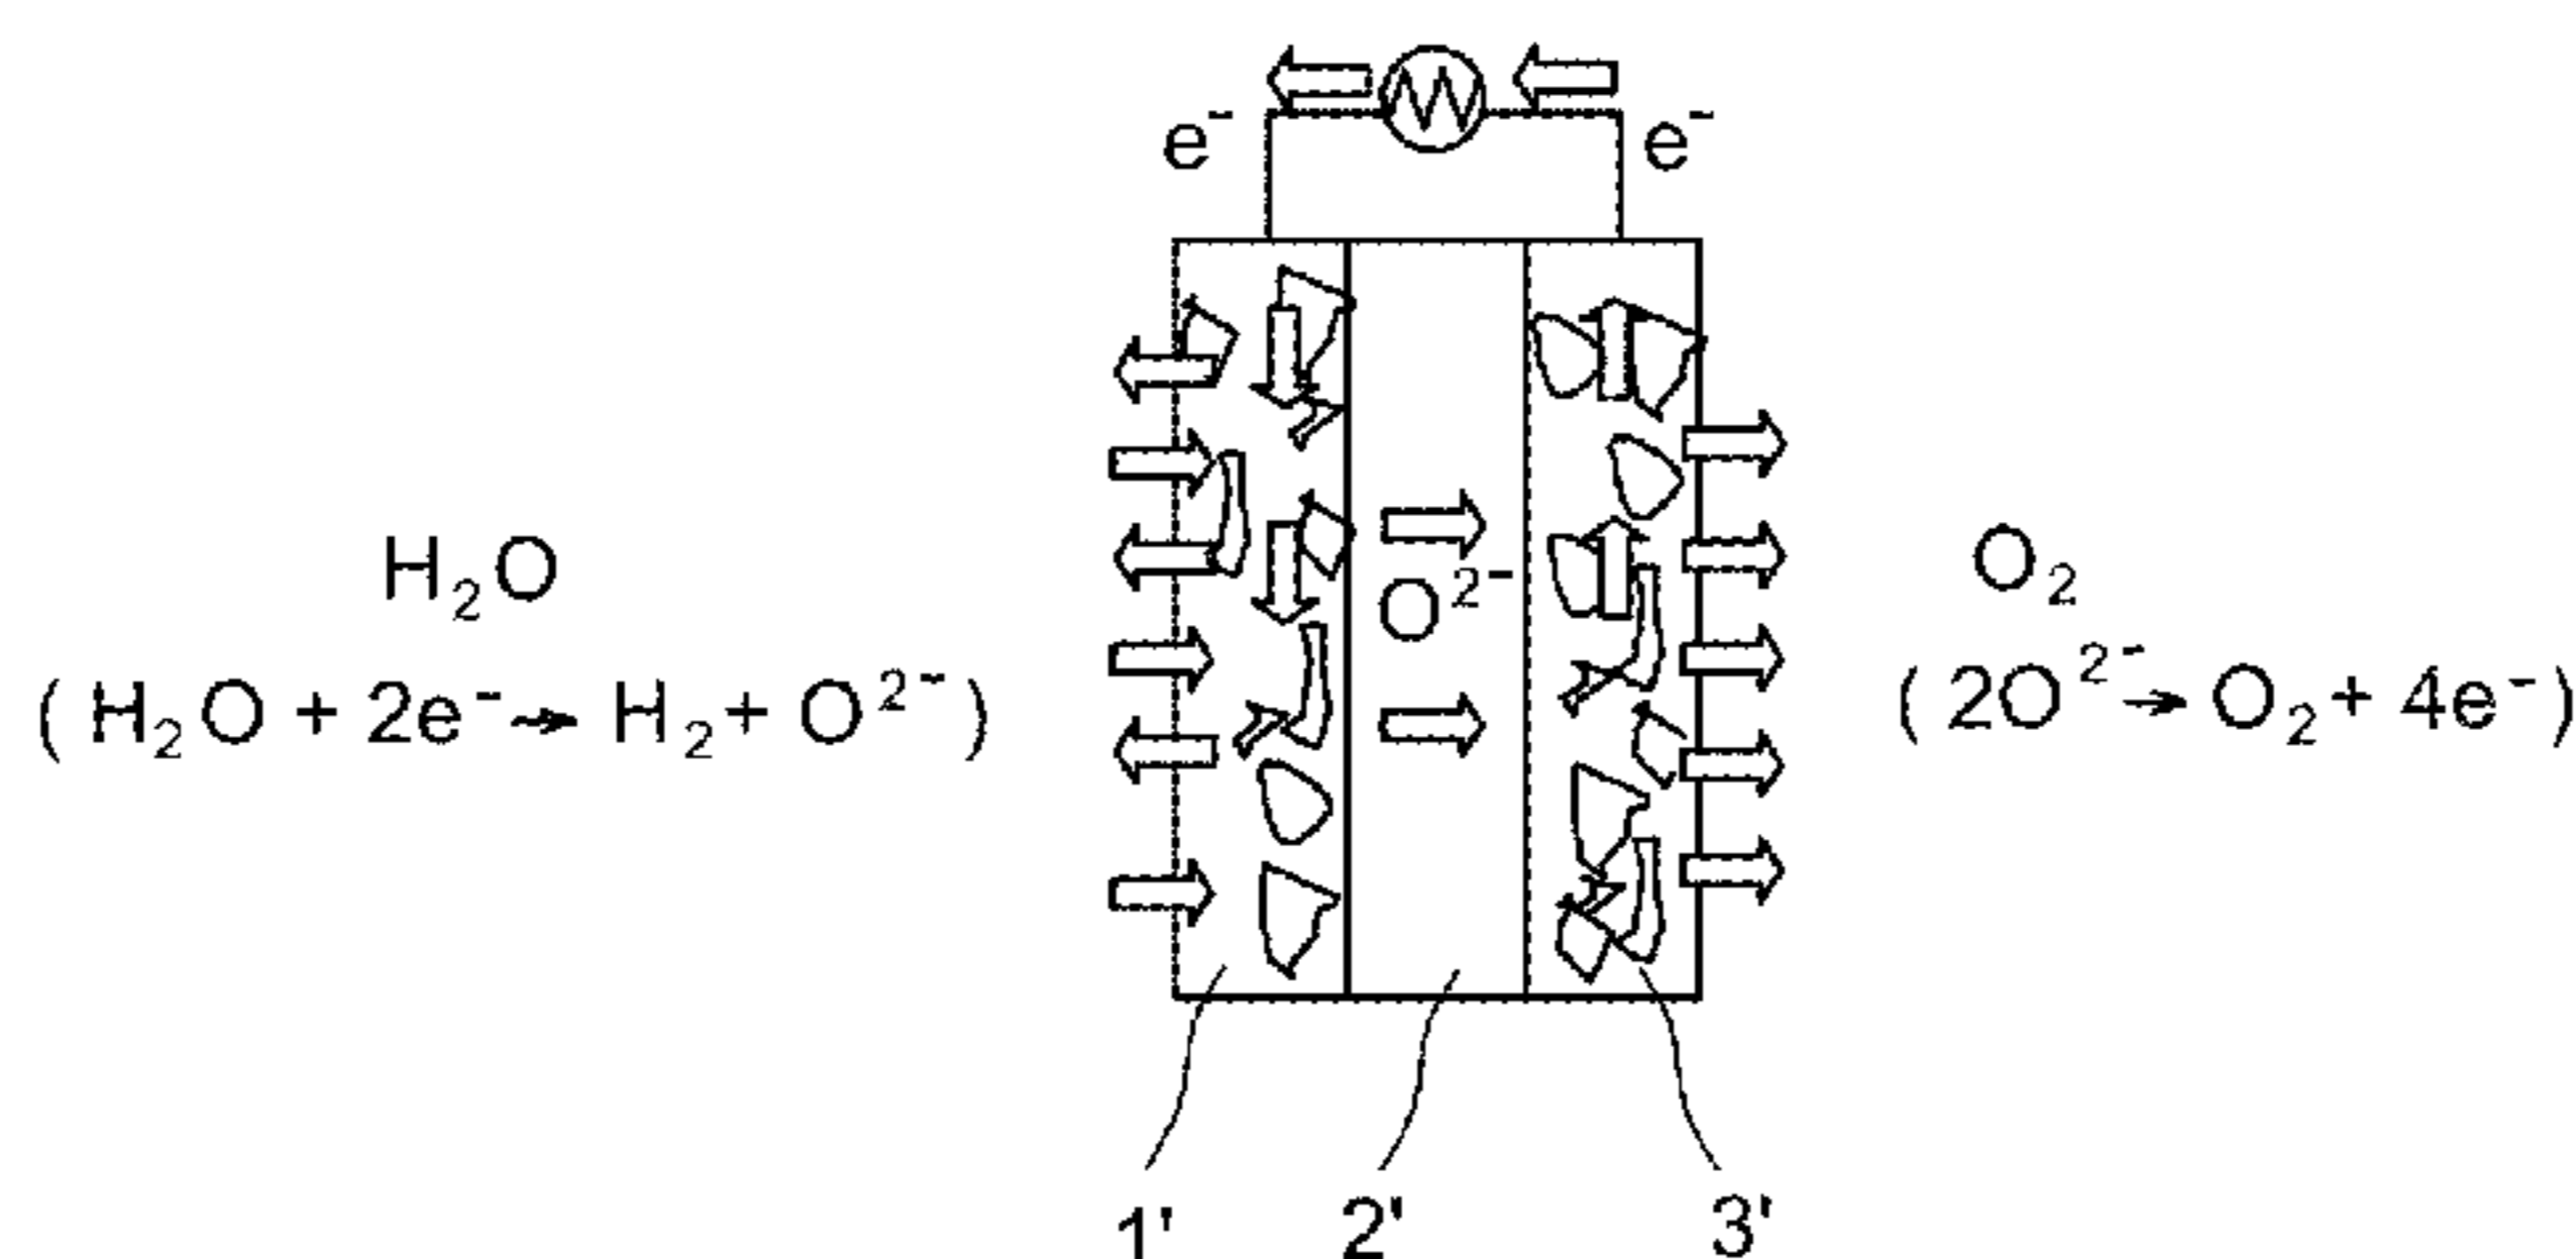 e⁻ e⁻
H₂O
O²⁻
O₂
(H₂O + 2e⁻→ H₂+ O²⁻)
(2O²⁻→ O₂+ 4e⁻)
1' 2' 3'